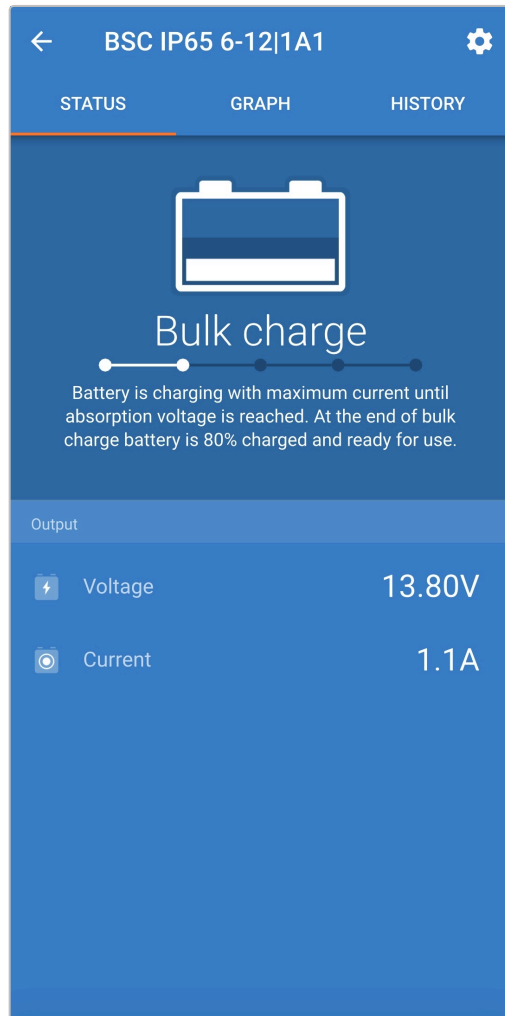 BSC IP65 6-12|1A1
STATUS GRAPH HISTORY
Bulk charge
Battery is charging with maximum current until
absorption voltage is reached. At the end of bulk
charge battery is 80% charged and ready for use.
Output
Voltage 13.80V
Current 1.1A